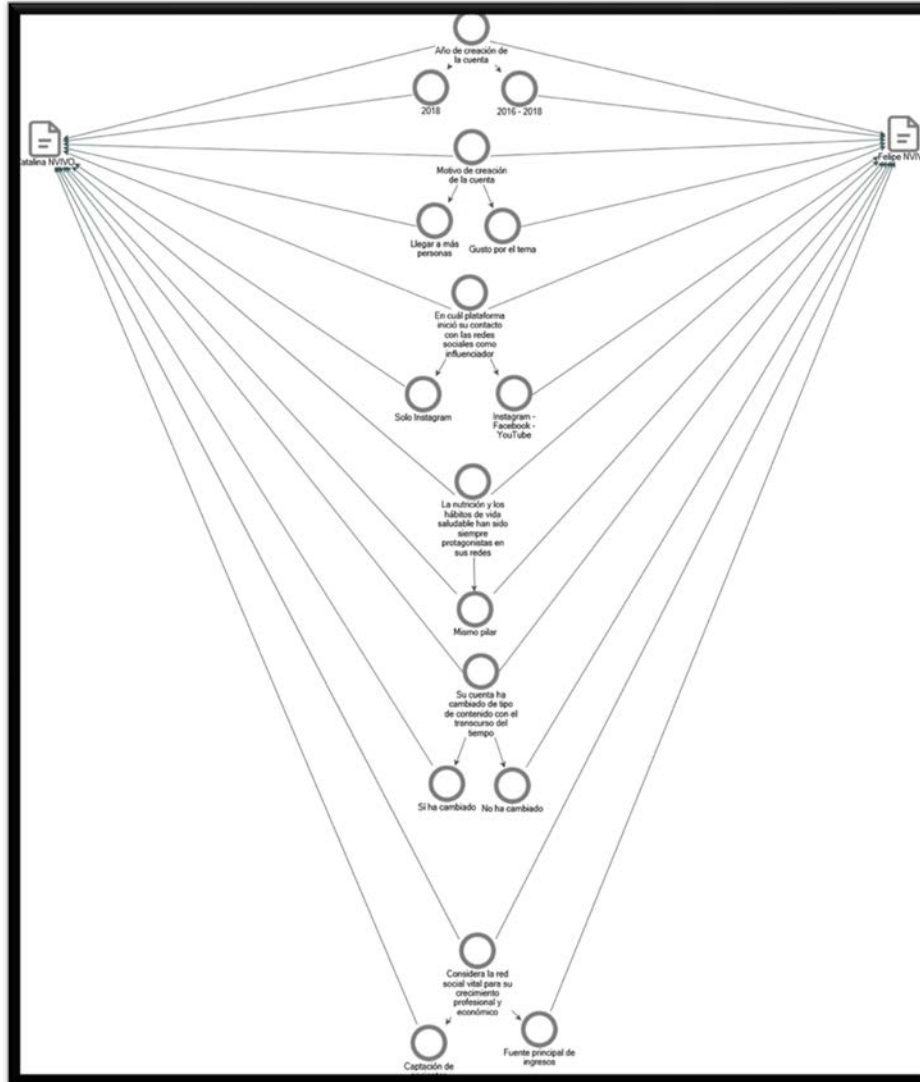 Año de creación de
la cuenta
2018
2016 - 2018
Catalina NVIVO
Felipe NVIVO
Motivo de creación
de la cuenta
Llegar a más
personas
Gusto por el tema
En cuál plataforma
inició su contacto
con las redes
sociales como
influenciador
Solo Instagram
Instagram -
Facebook -
YouTube
La nutrición y los
hábitos de vida
saludable han sido
siempre
protagonistas en
sus redes
Mismo pilar
Su cuenta ha
cambiado de tipo
de contenido con el
transcurso del
tiempo
Sí ha cambiado
No ha cambiado
Considera la red
social vital para su
crecimiento
profesional y
económico
Captación de
Fuente principal de
ingresos